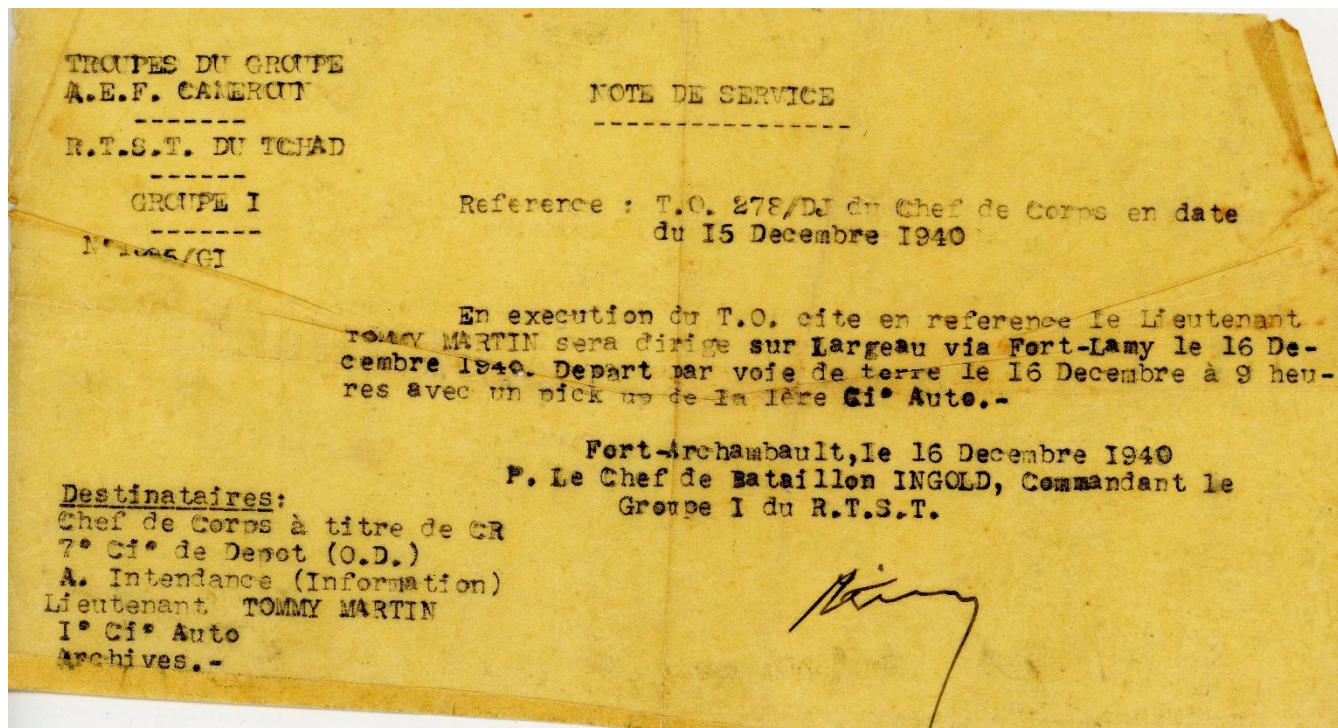 TROUPES DU GROUPE
A.E.F. CAMEROUN
-------
R.T.S.T. DU TCHAD
------
GROUPE I
-------
/GI
NOTE DE SERVICE
----------------
Reference : T.O. 278/DJ du Chef de Corps en date
du I5 Decembre I940
En execution du T.O. cite en reference le Lieutenant
TOMMY MARTIN sera dirige sur Largeau via Fort-Lamy le 16 De-
cembre 1940. Depart par voie de terre le 16 Decembre à 9 heu-
res avec un pick up de la 1ère Ci° Auto.-
Fort-Archambault,le 16 Decembre I940
P. Le Chef de Bataillon INGOLD, Commandant le
Groupe I du R.T.S.T.
Destinataires:
Chef de Corps à titre de CR
7° Ci° de Depot (O.D.)
A. Intendance (Information)
Lieutenant TOMMY MARTIN
I° Ci° Auto
Archives.-